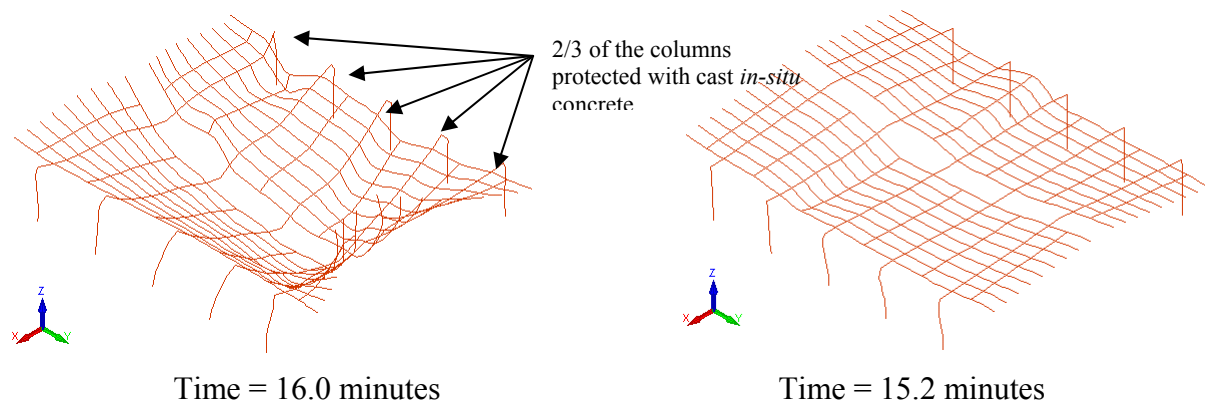 2/3 of the columns
protected with cast in-situ
concrete
Z
X
Y
Z
X
Y
Time = 16.0 minutes
Time = 15.2 minutes